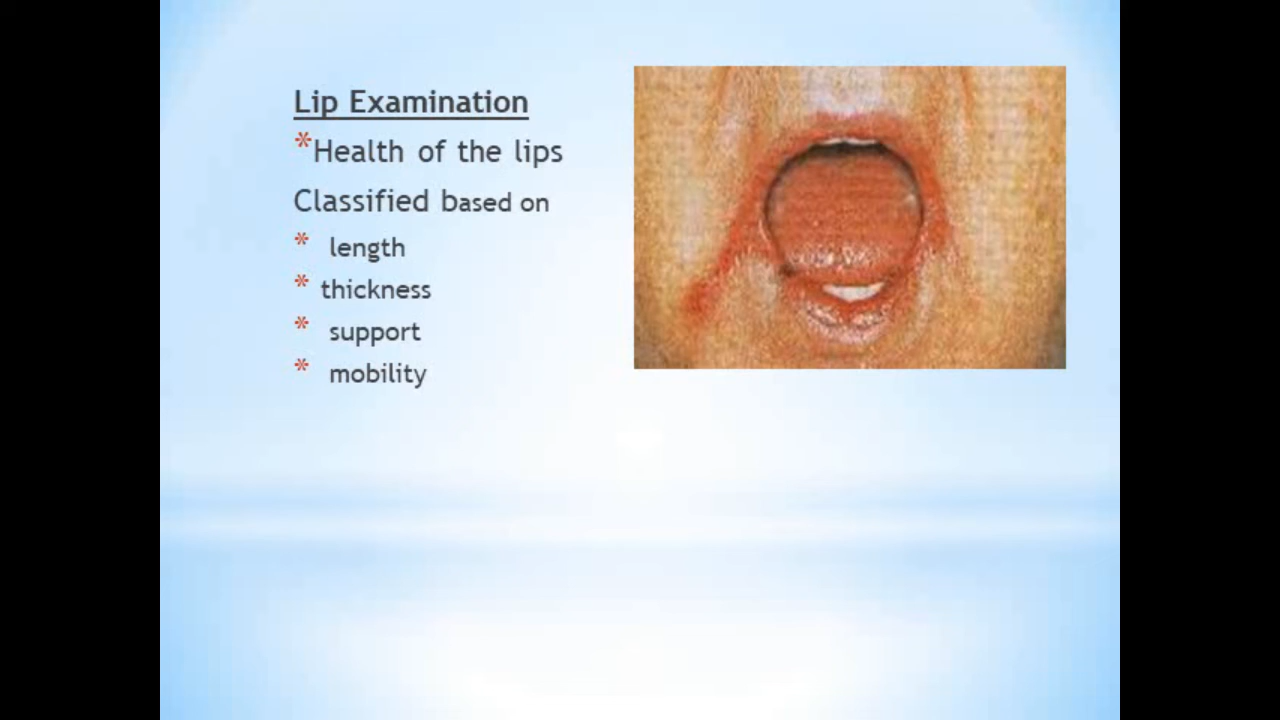 Lip Examination
*Health of the lips
Classified based on
* length
* thickness
* support
* mobility